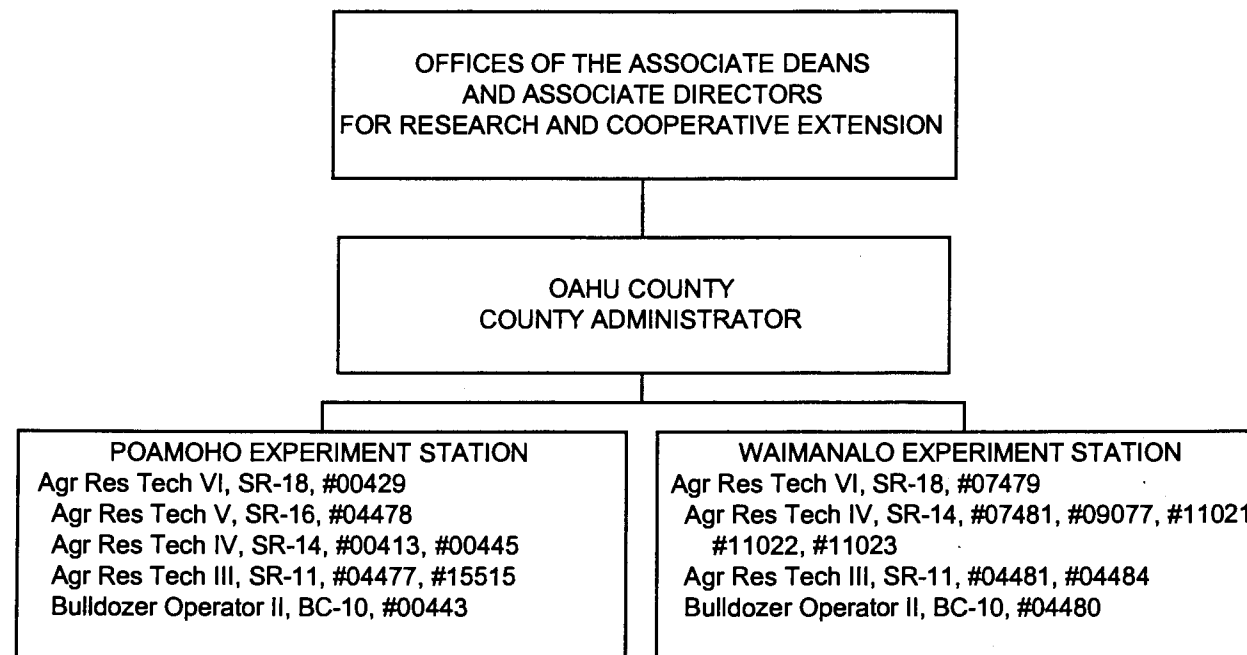 OFFICES OF THE ASSOCIATE DEANS
AND ASSOCIATE DIRECTORS
FOR RESEARCH AND COOPERATIVE EXTENSION
OAHU COUNTY
COUNTY ADMINISTRATOR
POAMOHO EXPERIMENT STATION
Agr Res Tech VI, SR-18, #00429
Agr Res Tech V, SR-16, #04478
Agr Res Tech IV, SR-14, #00413, #00445
Agr Res Tech III, SR-11, #04477, #15515
Bulldozer Operator II, BC-10, #00443
WAIMANALO EXPERIMENT STATION
Agr Res Tech VI, SR-18, #07479
Agr Res Tech IV, SR-14, #07481, #09077, #11021
#11022, #11023
Agr Res Tech III, SR-11, #04481, #04484
Bulldozer Operator II, BC-10, #04480